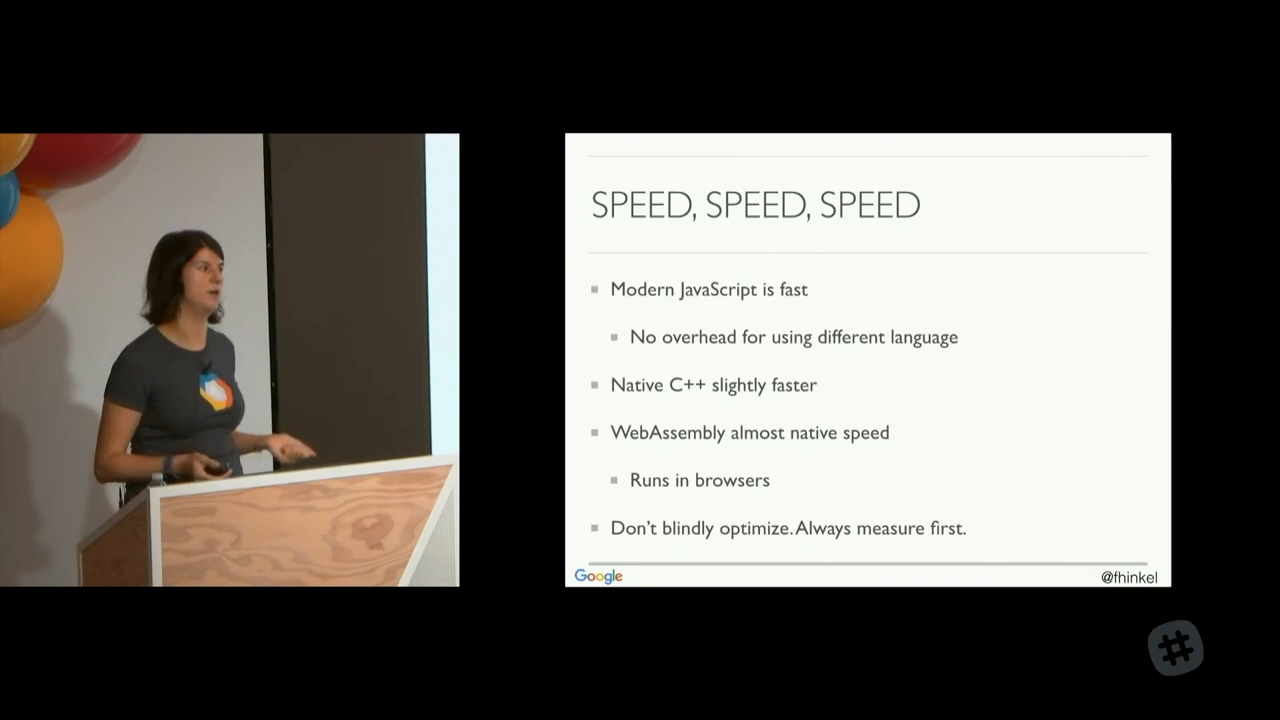 SPEED, SPEED, SPEED
Modern JavaScript is fast
No overhead for using different language
Native C++ slightly faster
WebAssembly almost native speed
Runs in browsers
Don't blindly optimize. Always measure first.
Google
@fhinkel